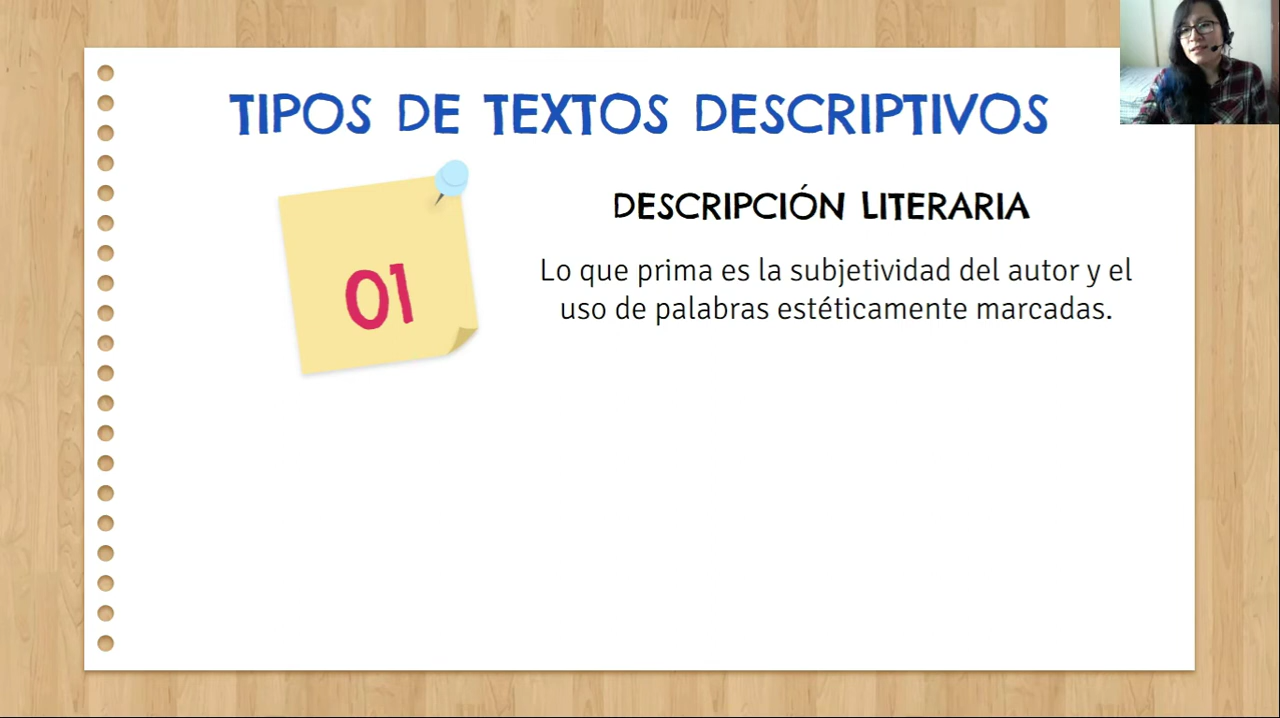 TIPOS DE TEXTOS DESCRIPTIVOS
01
DESCRIPCIÓN LITERARIA
Lo que prima es la subjetividad del autor y el
uso de palabras estéticamente marcadas.